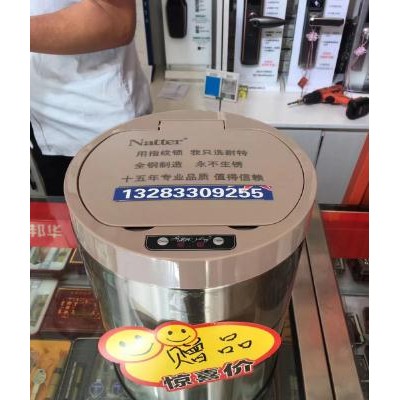 Natter
用指纹锁 我只选耐特
全钢制造 永不生锈
十五年专业品质 值得信赖
13283309255
赠品
惊喜价